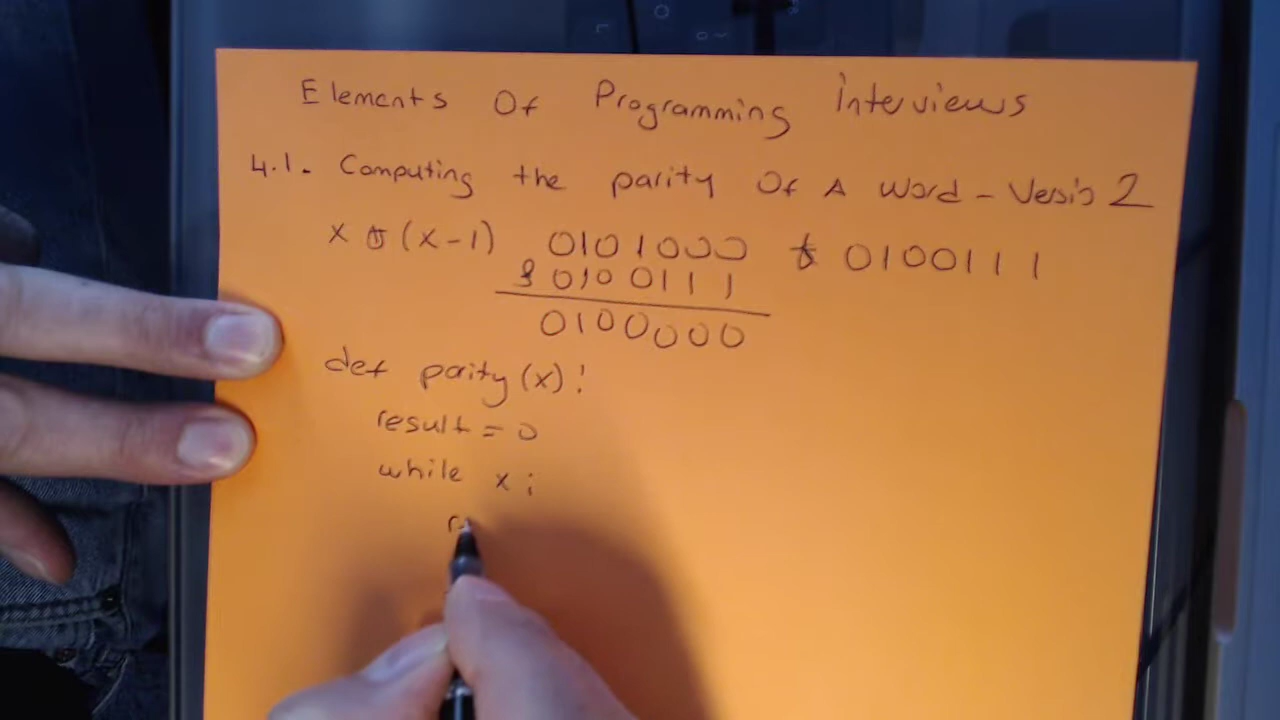 Elements Of Programming Interviews
4.1. Computing the parity Of A Word - Versio 2
x & (x-1) 0101000 & 0100111
& 0100111
0100000
def parity (x):
result = 0
while x :
r